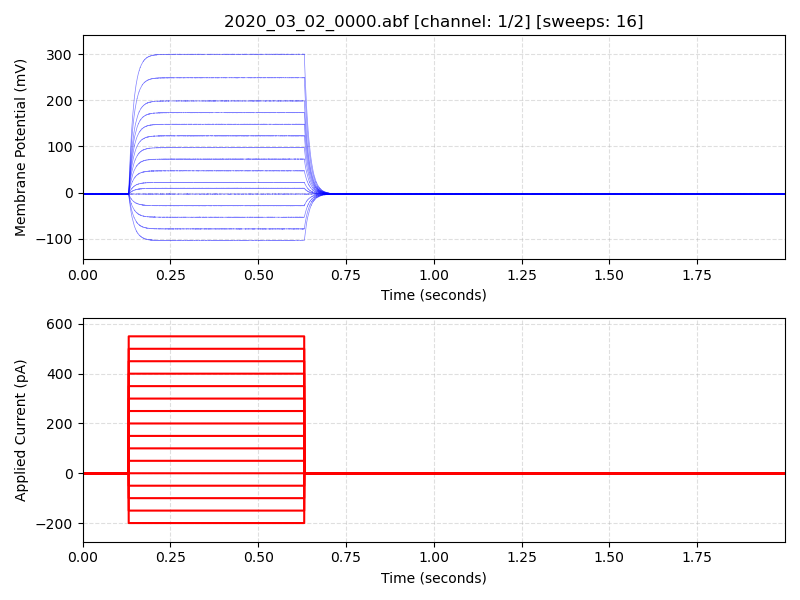 2020_03_02_0000.abf [channel: 1/2] [sweeps: 16]
Membrane Potential (mV)
300
200
100
0
−100
0.00 0.25 0.50 0.75 1.00 1.25 1.50 1.75
Time (seconds)
Applied Current (pA)
600
400
200
0
−200
0.00 0.25 0.50 0.75 1.00 1.25 1.50 1.75
Time (seconds)